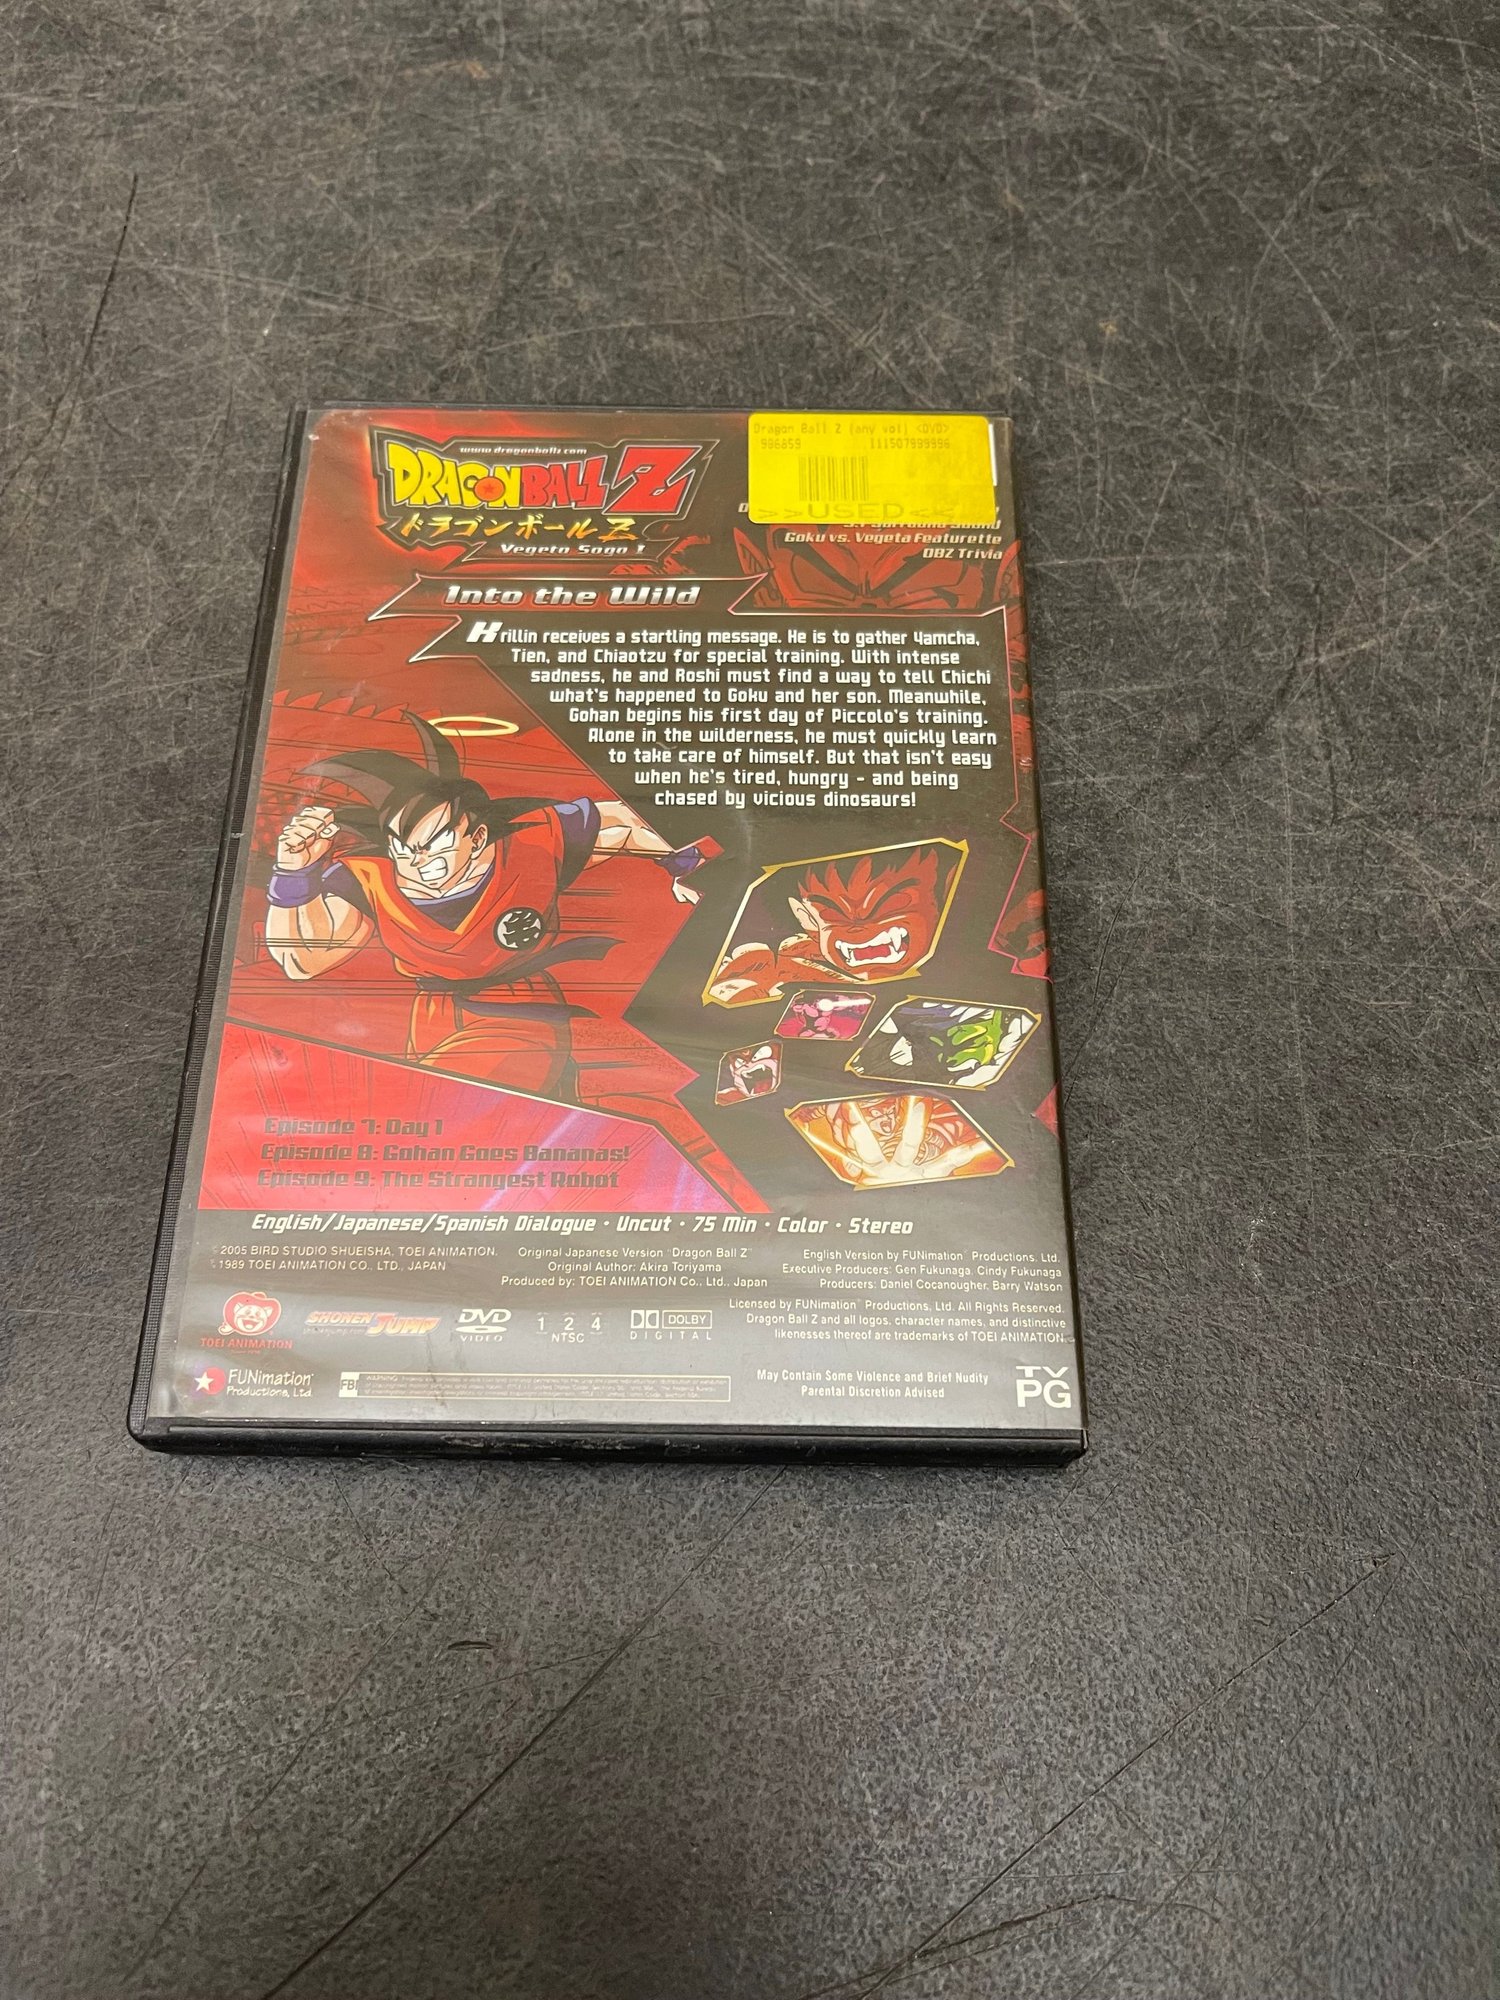 Dragon Ball Z (any vol) <DVD>
986859
>>USED<<
www.dragonballz.com
DRAGON BALL Z
ドラゴンボールZ
Vegeta Saga I
5.1 Surround Sound
Goku vs. Vegeta Featurette
DBZ Trivia
Into the Wild
Krillin receives a startling message. He is to gather Yamcha,
Tien, and Chiaotzu for special training. With intense
sadness, he and Roshi must find a way to tell Chichi
what's happened to Goku and her son. Meanwhile,
Gohan begins his first day of Piccolo's training.
Alone in the wilderness, he must quickly learn
to take care of himself. But that isn't easy
when he's tired, hungry - and being
chased by vicious dinosaurs!
Episode 7: Day 1
Episode 8: Gohan Goes Bananas!
Episode 9: The Strangest Robot
English/Japanese/Spanish Dialogue • Uncut • 75 Min • Color • Stereo
© 2005 BIRD STUDIO SHUEISHA, TOEI ANIMATION.
© 1989 TOEI ANIMATION CO., LTD., JAPAN
Original Japanese Version "Dragon Ball Z"
Original Author: Akira Toriyama
Produced by: TOEI ANIMATION Co., Ltd., Japan
English Version by FUNimation® Productions, Ltd.
Executive Producers: Gen Fukunaga, Cindy Fukunaga
Producers: Daniel Cocanougher, Barry Watson
Licensed by FUNimation® Productions, Ltd. All Rights Reserved.
Dragon Ball Z and all logos, character names, and distinctive
likenesses thereof are trademarks of TOEI ANIMATION.
TOEI ANIMATION
SHONEN JUMP
DVD VIDEO
1 2 4
NTSC
DOLBY
DIGITAL
FUNimation®
Productions, Ltd.
FBI
WARNING
May Contain Some Violence and Brief Nudity
Parental Discretion Advised
TV
PG